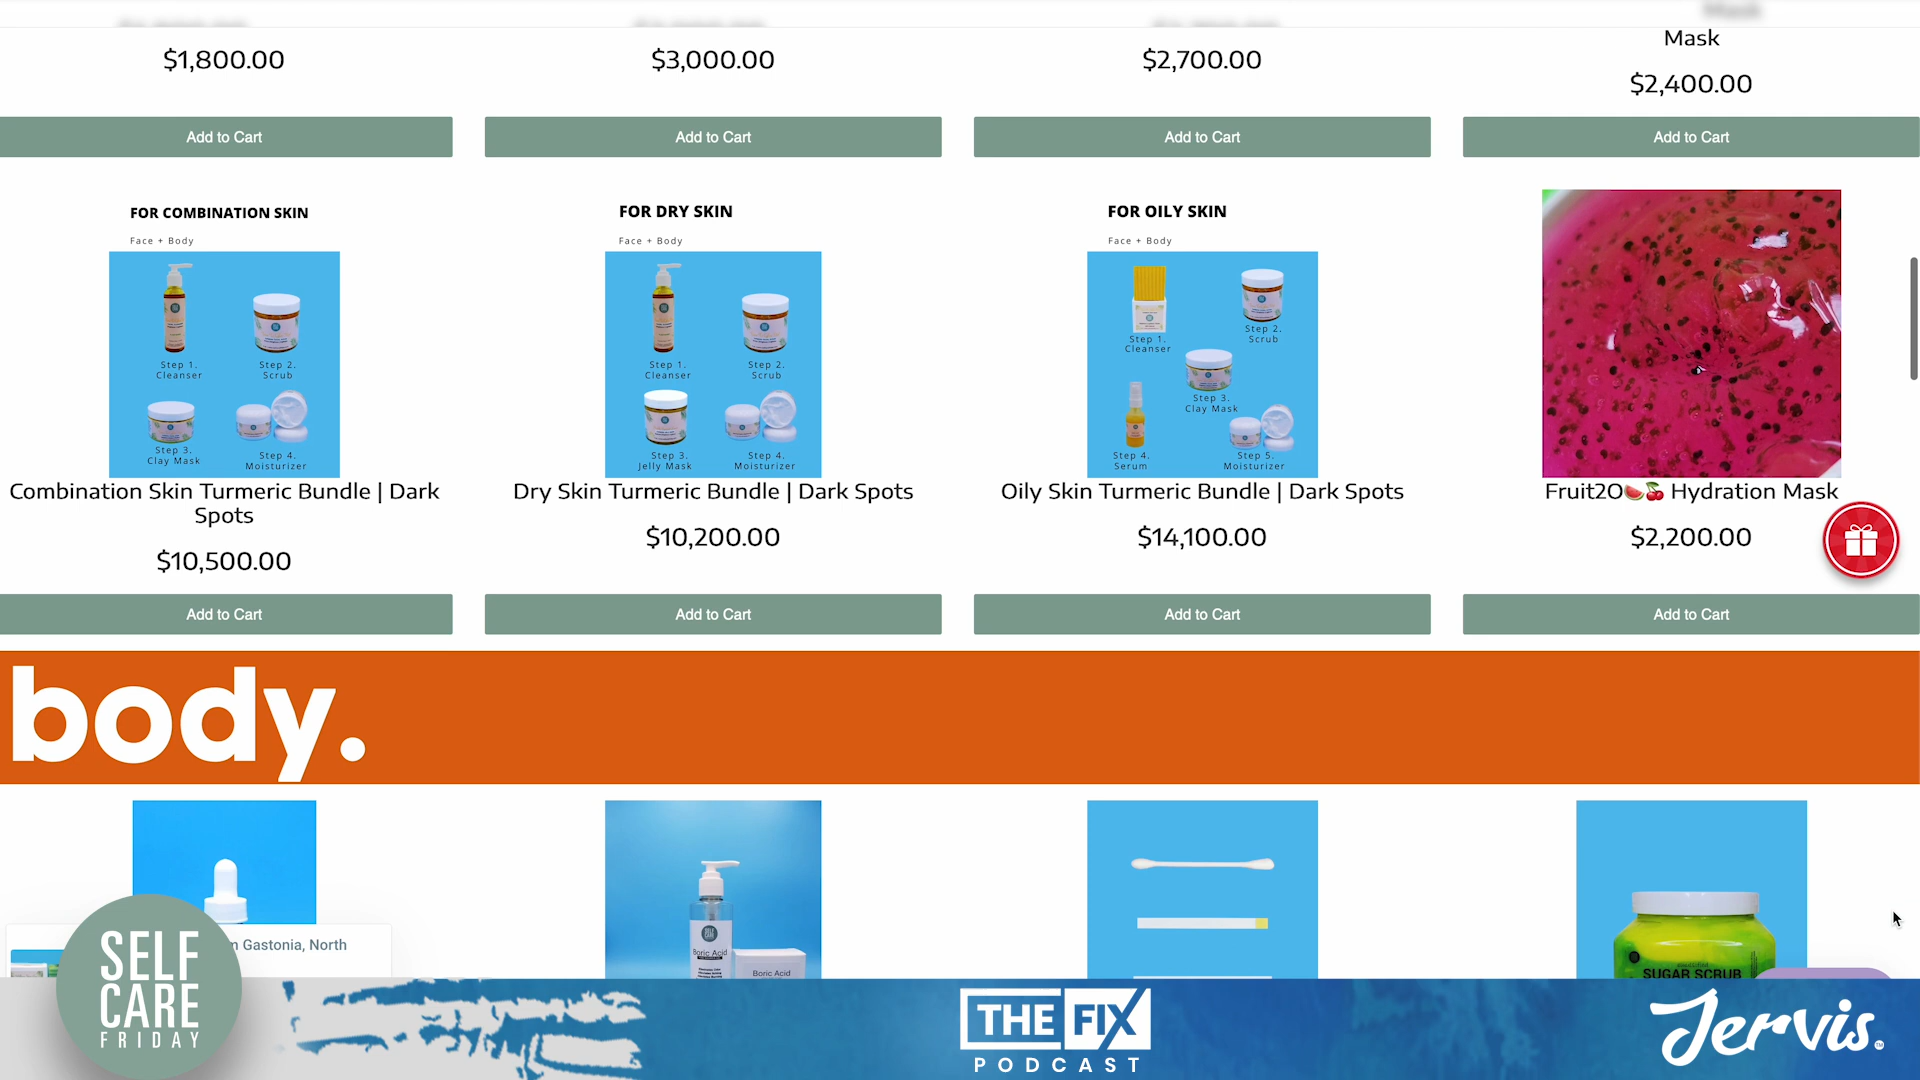 Mask
$1,800.00
$3,000.00
$2,700.00
$2,400.00
Add to Cart
Add to Cart
Add to Cart
Add to Cart
FOR COMBINATION SKIN
Face + Body
Step 1.
Cleanser
Step 2.
Scrub
Step 3.
Clay Mask
Step 4.
Moisturizer
Combination Skin Turmeric Bundle | Dark
Spots
$10,500.00
Add to Cart
FOR DRY SKIN
Face + Body
Step 1.
Cleanser
Step 2.
Scrub
Step 3.
Jelly Mask
Step 4.
Moisturizer
Dry Skin Turmeric Bundle | Dark Spots
$10,200.00
Add to Cart
FOR OILY SKIN
Face + Body
Step 1.
Cleanser
Step 2.
Scrub
Step 3.
Clay Mask
Step 4.
Serum
Step 5.
Moisturizer
Oily Skin Turmeric Bundle | Dark Spots
$14,100.00
Add to Cart
Fruit2O🍉🍒 Hydration Mask
$2,200.00
Add to Cart
body.
Gastonia, North
Boric Acid
Boric Acid
SUGAR SCRUB
SELF
CARE
FRIDAY
THE FIX
PODCAST
Jervis.